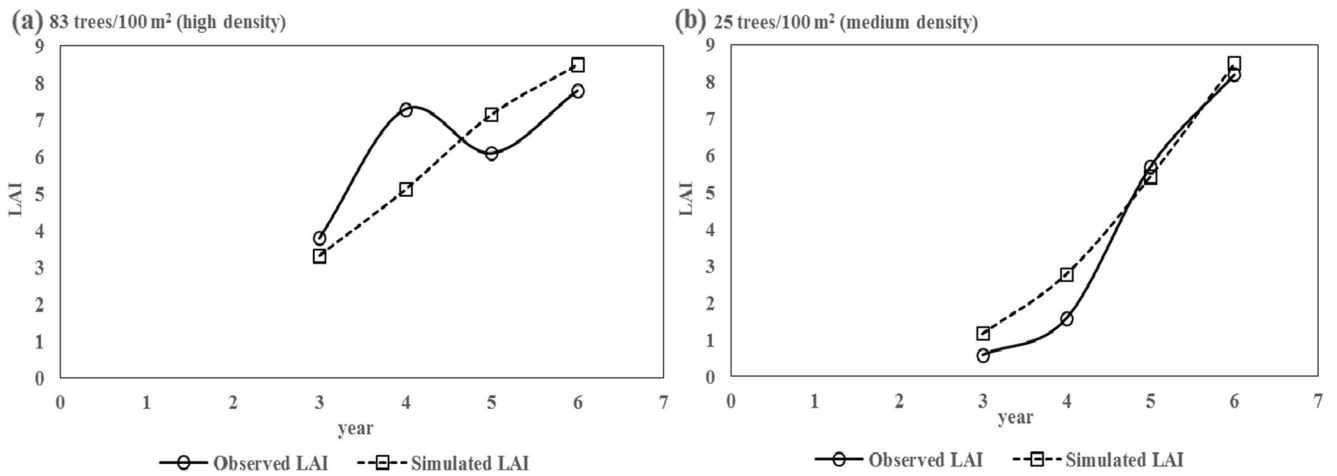 (a) 83 trees/100 m² (high density)
9
8
7
6
5
4
3
2
1
0
LAI
0 1 2 3 4 5 6 7
year
Observed LAI Simulated LAI
(b) 25 trees/100 m² (medium density)
9
8
7
6
5
4
3
2
1
0
LAI
0 1 2 3 4 5 6 7
year
Observed LAI Simulated LAI